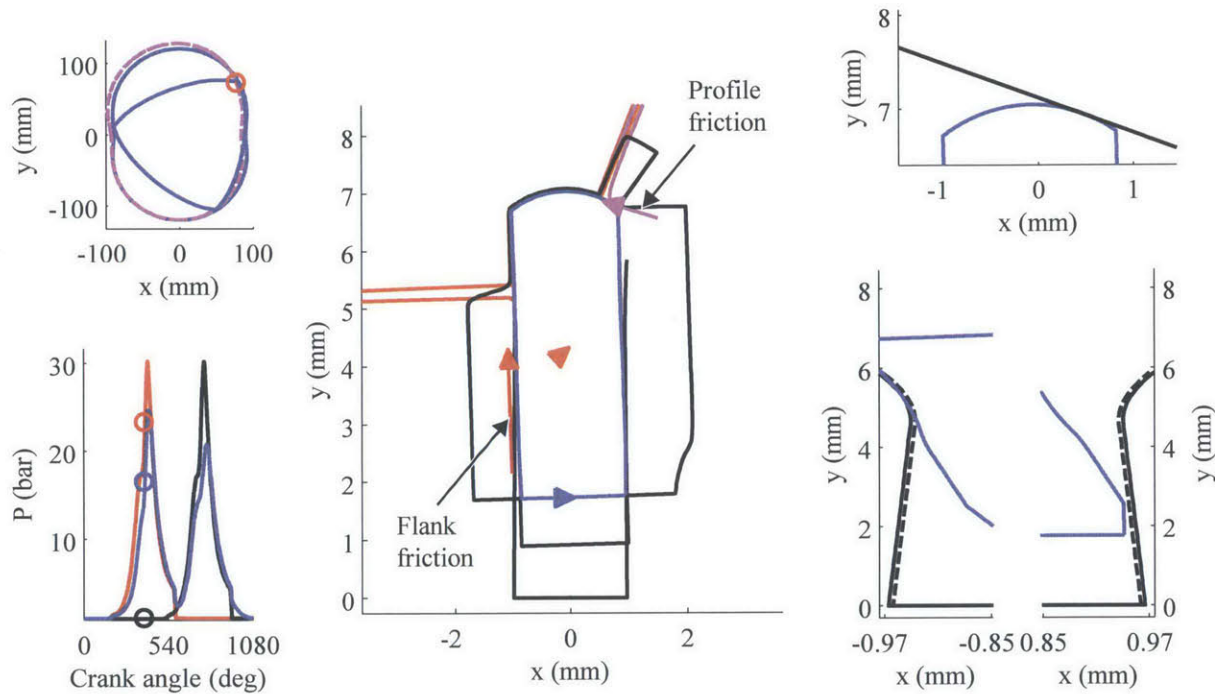 100
0
-100
y (mm)
-100 0 100
x (mm)
30
20
10
P (bar)
0 540 1080
Crank angle (deg)
8
7
6
5
4
3
2
1
0
y (mm)
-2 0 2
x (mm)
Profile
friction
Flank
friction
8
7
y (mm)
-1 0 1
x (mm)
8
6
4
2
0
y (mm)
-0.97 -0.85
x (mm)
8
6
4
2
0
y (mm)
0.85 0.97
x (mm)